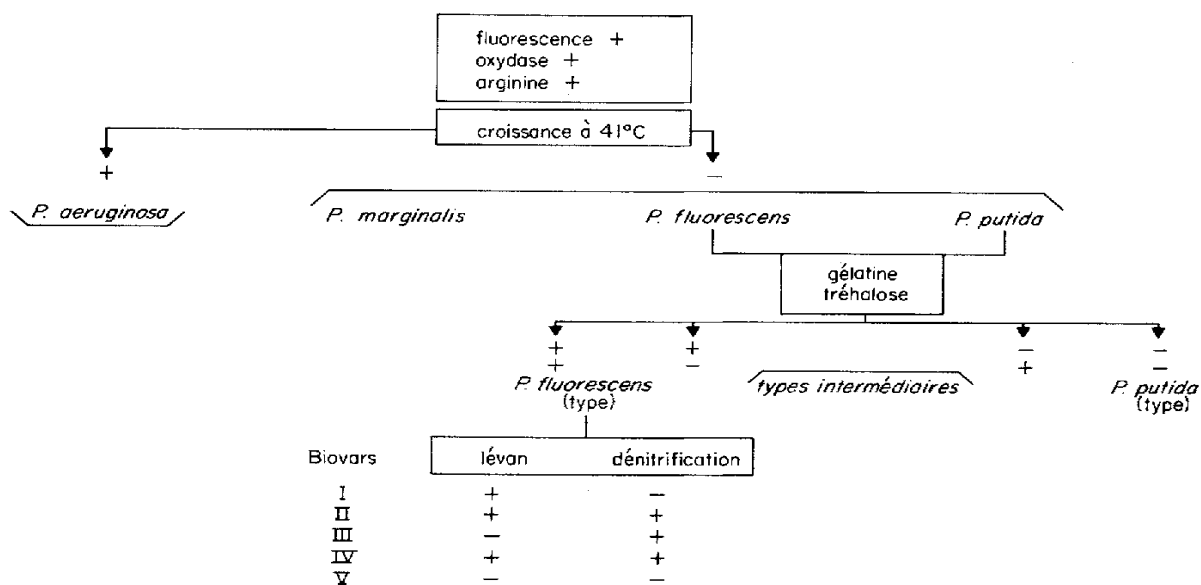 fluorescence +
oxydase +
arginine +
croissance à 41°C
+ −
P. aeruginosa P. marginalis P. fluorescens P. putida
gélatine
tréhalose
+ + − −
+ − + −
P. fluorescens types intermédiaires P. putida
(type) (type)
Biovars lévan dénitrification
I + −
II + +
III − +
IV + +
V − −